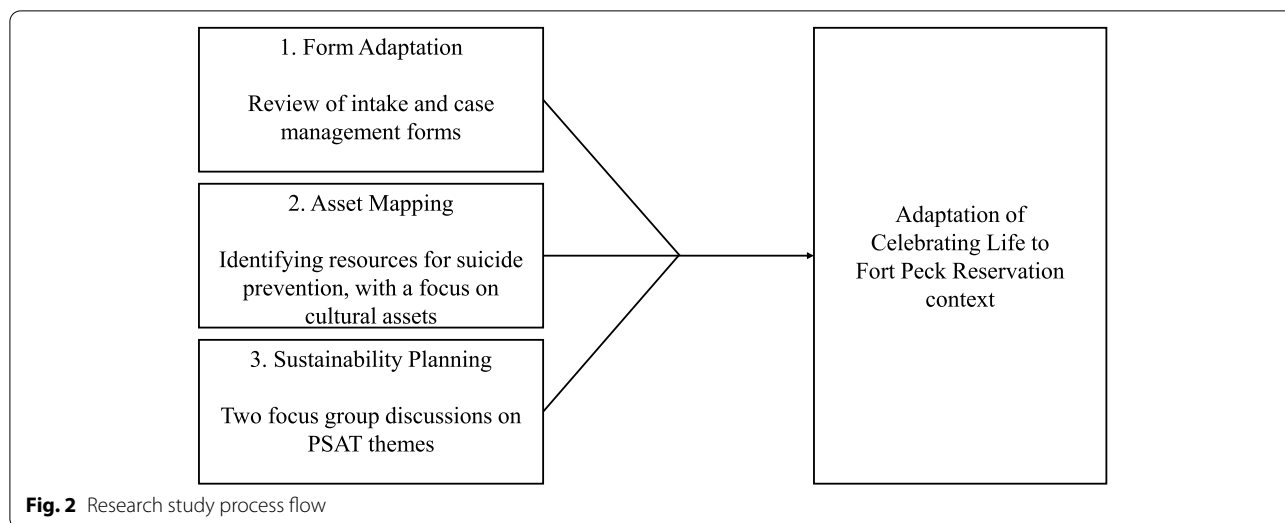 1. Form Adaptation
Review of intake and case
management forms
2. Asset Mapping
Identifying resources for suicide
prevention, with a focus on
cultural assets
3. Sustainability Planning
Two focus group discussions on
PSAT themes
Adaptation of
Celebrating Life to
Fort Peck Reservation
context
Fig. 2 Research study process flow